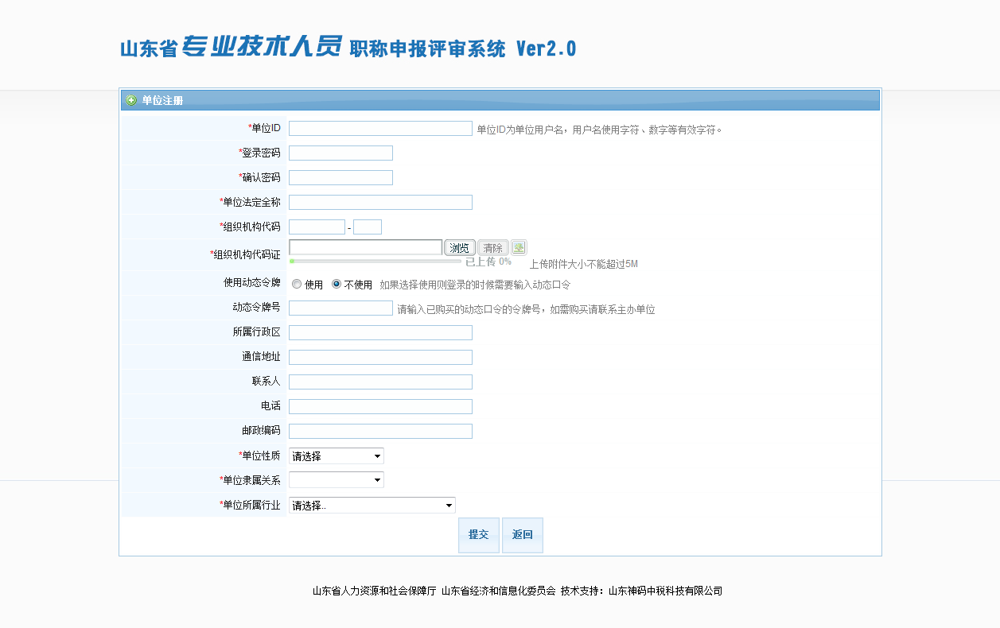 山东省专业技术人员 职称申报评审系统 Ver2.0
单位注册
*单位ID 单位ID为单位用户名，用户名使用字符、数字等有效字符。
*登录密码
*确认密码
*单位法定全称
*组织机构代码 -
*组织机构代码证 浏览 清除
已上传 0% 上传附件大小不能超过5M
使用动态令牌 使用 不使用 如果选择使用则登录的时候需要输入动态口令
动态令牌号 请输入已购买的动态口令的令牌号，如需购买请联系主办单位
所属行政区
通信地址
联系人
电话
邮政编码
*单位性质 请选择
*单位隶属关系
*单位所属行业 请选择..
提交 返回
山东省人力资源和社会保障厅 山东省经济和信息化委员会 技术支持：山东神码中税科技有限公司